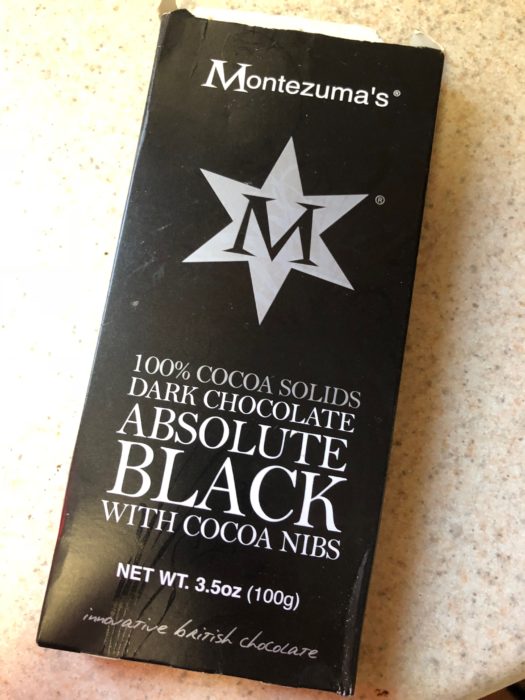 Montezuma's®
M®
100% COCOA SOLIDS
DARK CHOCOLATE
ABSOLUTE
BLACK
WITH COCOA NIBS
NET WT. 3.5oz (100g)
innovative british chocolate